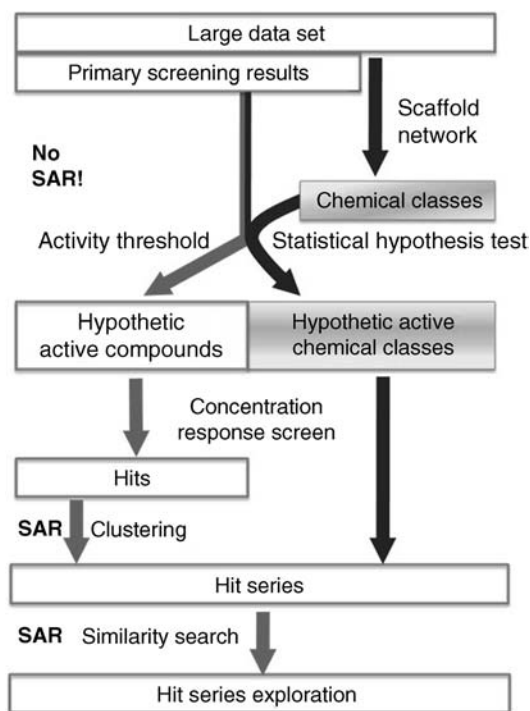 Large data set
Primary screening results
Scaffold
network
No
SAR!
Chemical classes
Activity threshold
Statistical hypothesis test
Hypothetic
active compounds
Hypothetic active
chemical classes
Concentration
response screen
Hits
SAR Clustering
Hit series
SAR Similarity search
Hit series exploration